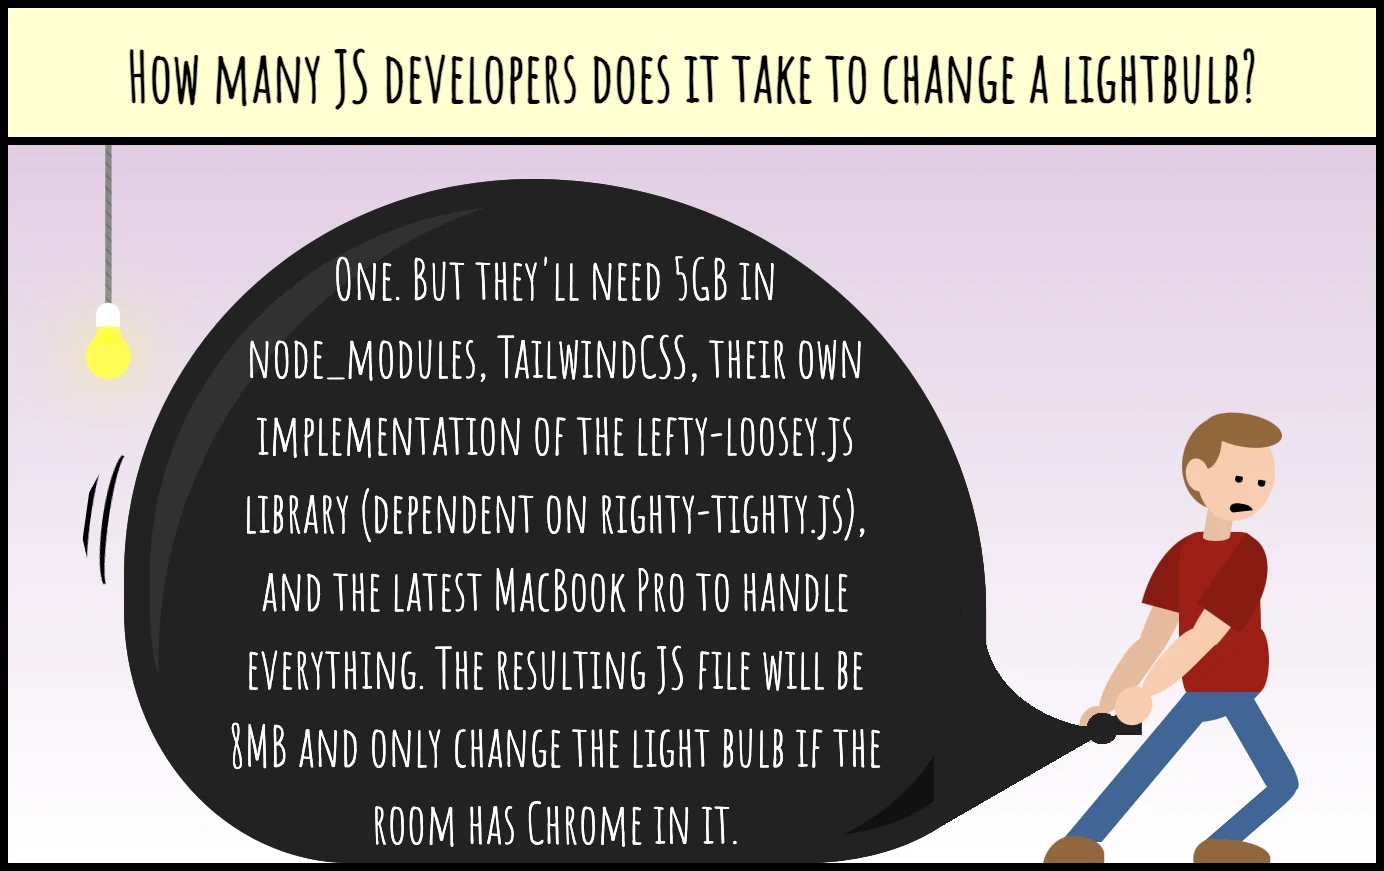 How many JS developers does it take to change a lightbulb?
One. But they'll need 5GB in
node_modules, TailwindCSS, their own
implementation of the lefty-loosey.js
library (dependent on righty-tighty.js),
and the latest MacBook Pro to handle
everything. The resulting JS file will be
8MB and only change the light bulb if the
room has Chrome in it.